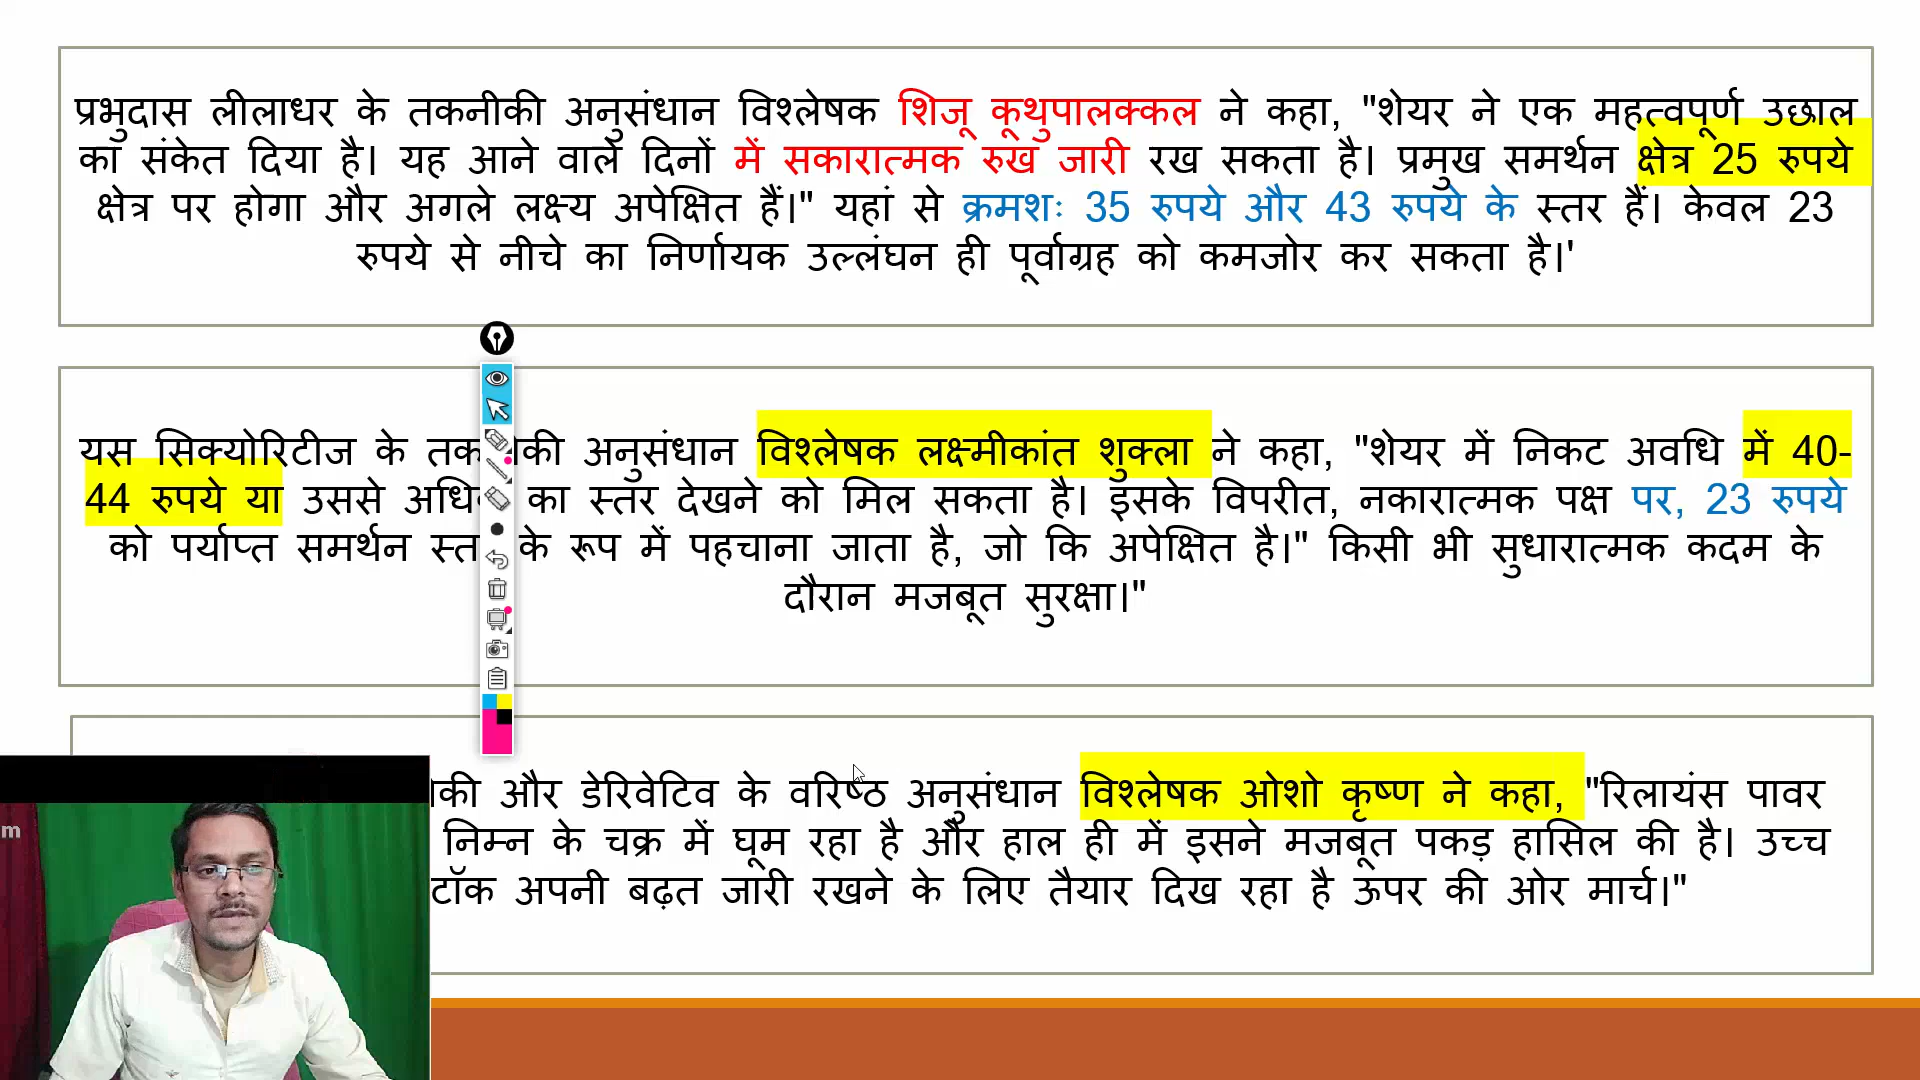 प्रभुदास लीलाधर के तकनीकी अनुसंधान विश्लेषक शिजू कूथुपालक्कल ने कहा, "शेयर ने एक महत्वपूर्ण उछाल
का संकेत दिया है। यह आने वाले दिनों में सकारात्मक रुख जारी रख सकता है। प्रमुख समर्थन क्षेत्र 25 रुपये
क्षेत्र पर होगा और अगले लक्ष्य अपेक्षित हैं।" यहां से क्रमशः 35 रुपये और 43 रुपये के स्तर हैं। केवल 23
रुपये से नीचे का निर्णायक उल्लंघन ही पूर्वाग्रह को कमजोर कर सकता है।'
यस सिक्योरिटीज के अनुसंधान विश्लेषक लक्ष्मीकांत शुक्ला ने कहा, "शेयर में निकट अवधि में 40-
44 रुपये या उससे का स्तर देखने को मिल सकता है। इसके विपरीत, नकारात्मक पक्ष पर, 23 रुपये
को पर्याप्त समर्थन के रूप में पहचाना जाता है, जो कि अपेक्षित है।" किसी भी सुधारात्मक कदम के
दौरान मजबूत सुरक्षा।"
और डेरिवेटिव के वरिष्ठ अनुसंधान विश्लेषक ओशो कृष्ण ने कहा, "रिलायंस पावर
निम्न के चक्र में घूम रहा है और हाल ही में इसने मजबूत पकड़ हासिल की है। उच्च
अपनी बढ़त जारी रखने के लिए तैयार दिख रहा है ऊपर की ओर मार्च।"